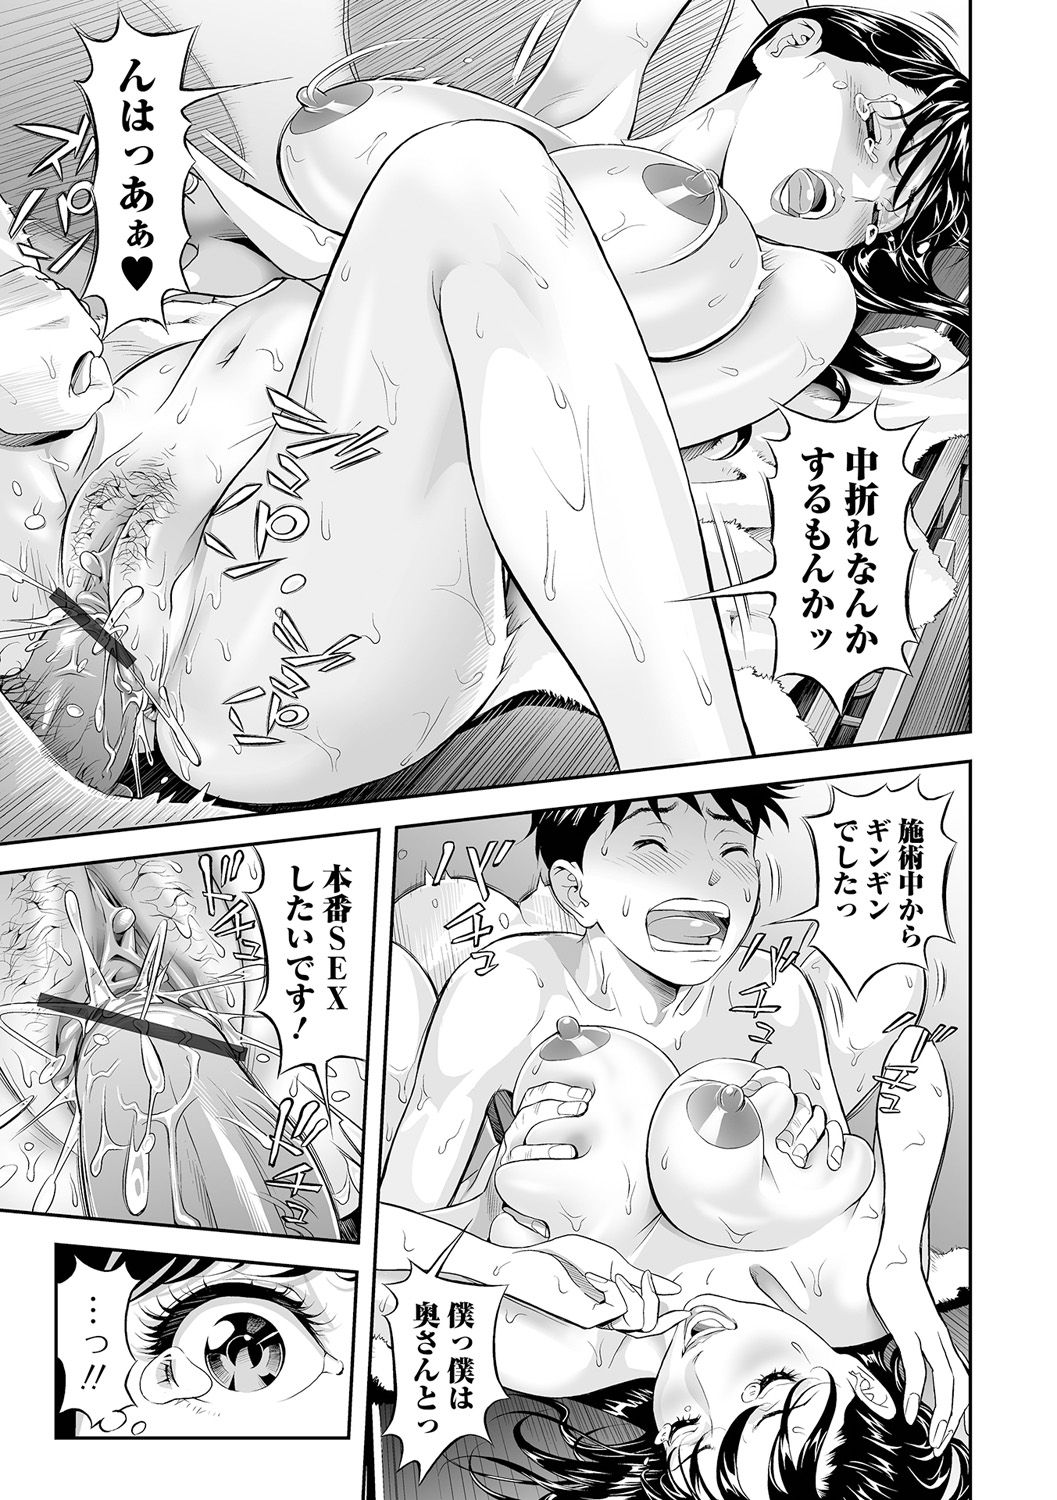 んはっあぁ♥
中折れなんか
するもんかッ
施術中から
ギンギン
でしたっ
僕っ僕は
奥さんとっ
本番SEX
したいです!
…っ!!